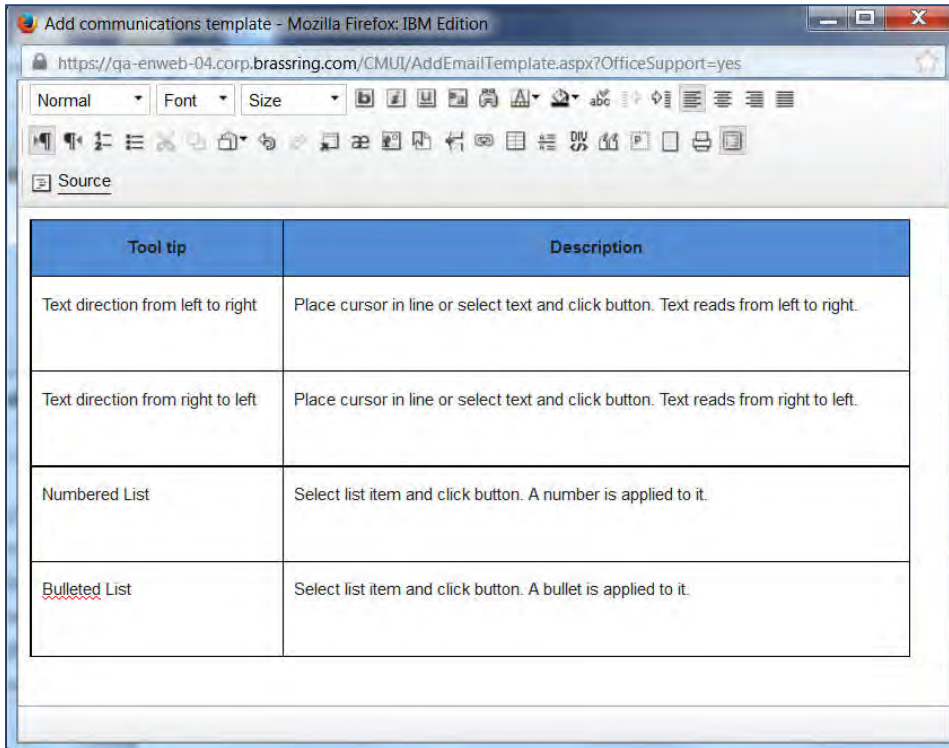 Add communications template - Mozilla Firefox: IBM Edition
https://qa-enweb-04.corp.brassring.com/CMUI/AddEmailTemplate.aspx?OfficeSupport=yes
Normal Font Size
Source
Tool tip Description
Text direction from left to right Place cursor in line or select text and click button. Text reads from left to right.
Text direction from right to left Place cursor in line or select text and click button. Text reads from right to left.
Numbered List Select list item and click button. A number is applied to it.
Bulleted List Select list item and click button. A bullet is applied to it.